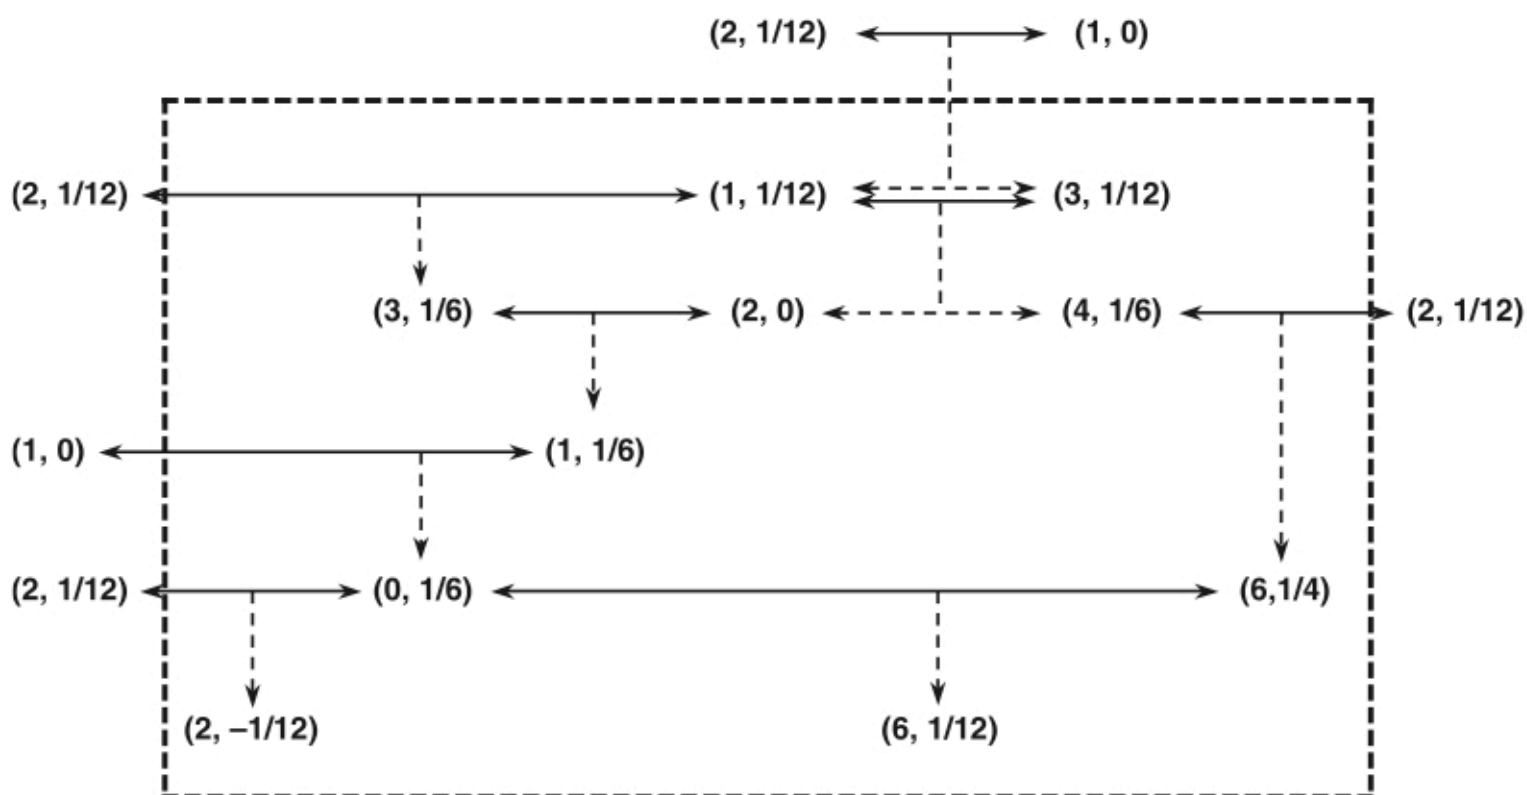 (2, 1/12) (1, 0)
(2, 1/12) (1, 1/12) (3, 1/12)
(3, 1/6) (2, 0) (4, 1/6) (2, 1/12)
(1, 0) (1, 1/6)
(2, 1/12) (0, 1/6) (6,1/4)
(2, –1/12) (6, 1/12)